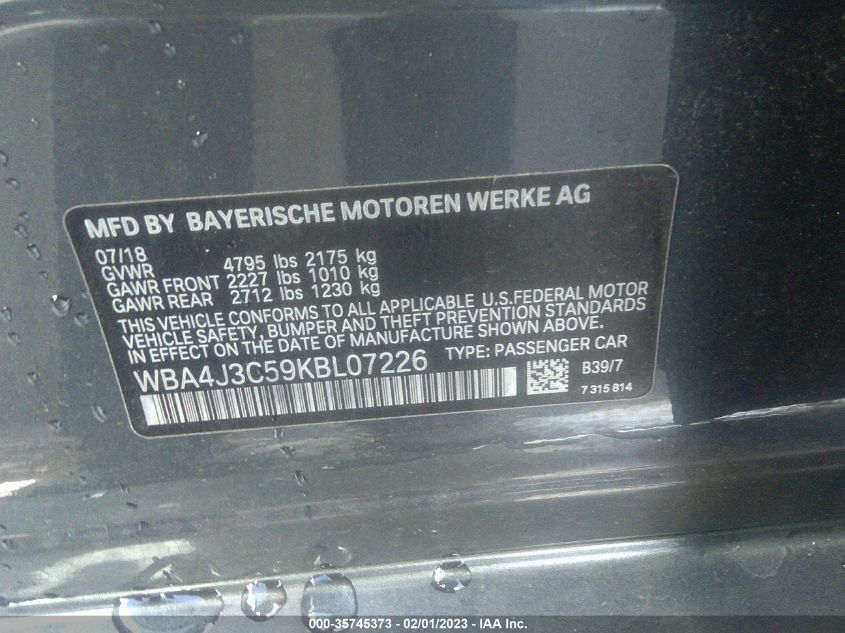 MFD BY BAYERISCHE MOTOREN WERKE AG
07/18
GVWR 4795 lbs 2175 kg
GAWR FRONT 2227 lbs 1010 kg
GAWR REAR 2712 lbs 1230 kg
THIS VEHICLE CONFORMS TO ALL APPLICABLE U.S.FEDERAL MOTOR
VEHICLE SAFETY, BUMPER AND THEFT PREVENTION STANDARDS
IN EFFECT ON THE DATE OF MANUFACTURE SHOWN ABOVE.
WBA4J3C59KBL07226 TYPE: PASSENGER CAR
B39/7
7 315 814
000-35745373 - 02/01/2023 - IAA Inc.